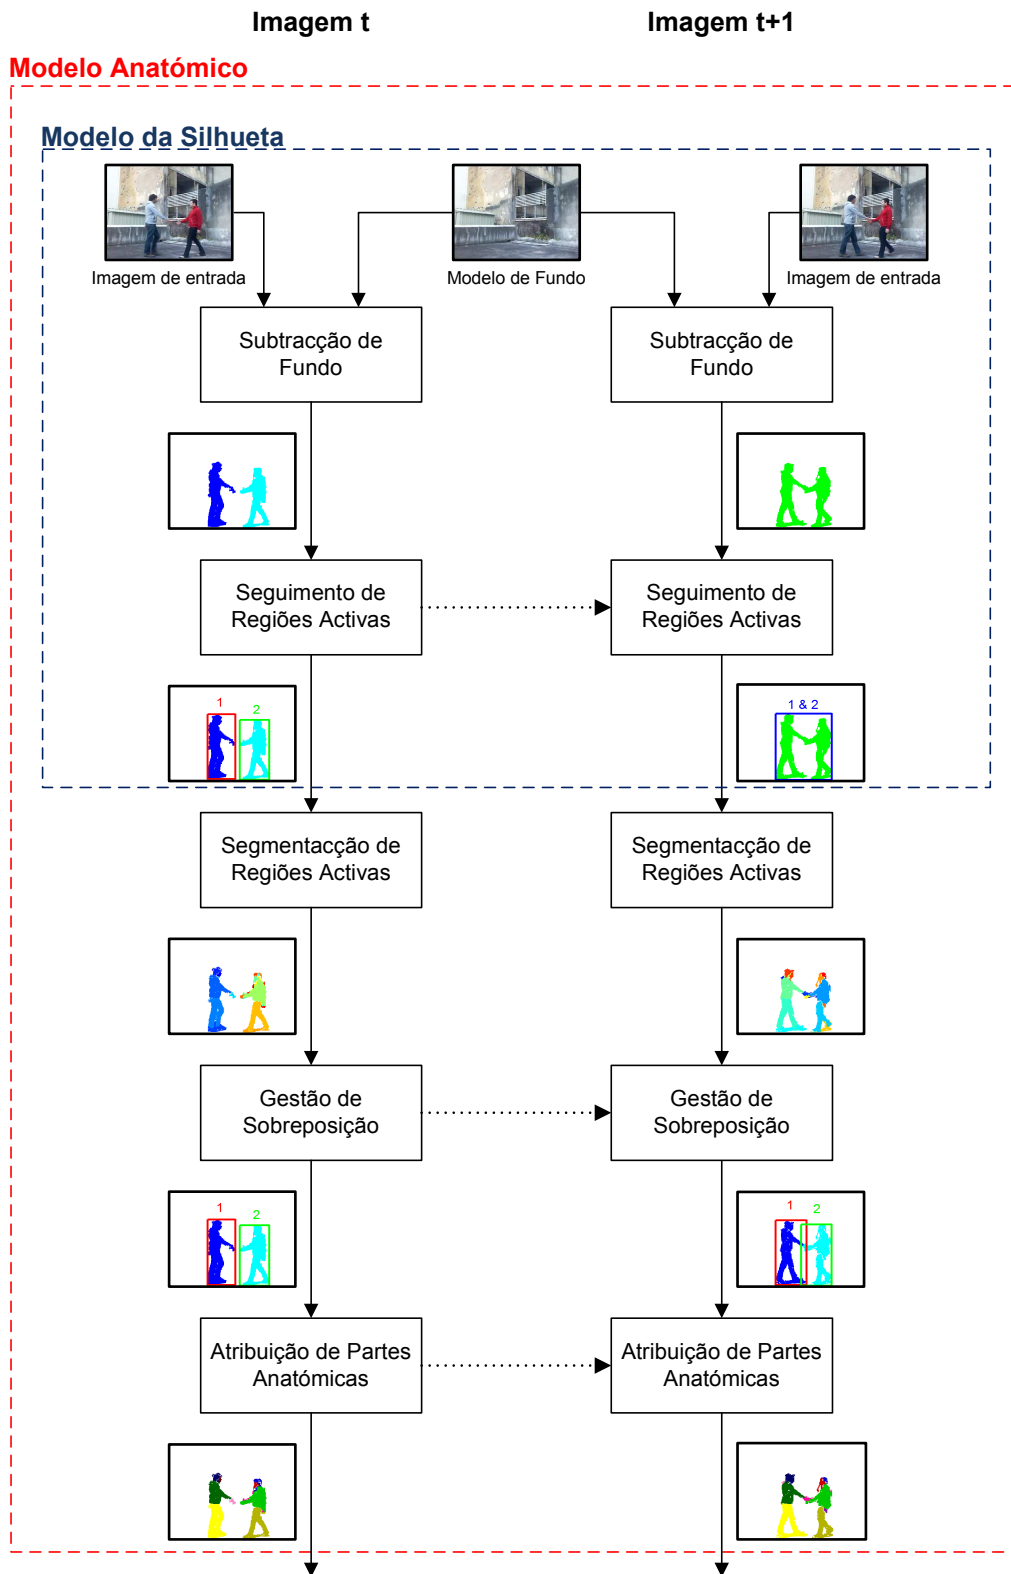 Imagem t
Imagem t+1
Modelo Anatómico
Modelo da Silhueta
Imagem de entrada
Modelo de Fundo
Imagem de entrada
Subtracção de
Fundo
Subtracção de
Fundo
Seguimento de
Regiões Activas
Seguimento de
Regiões Activas
1
2
1 & 2
Segmentacção de
Regiões Activas
Segmentacção de
Regiões Activas
Gestão de
Sobreposição
Gestão de
Sobreposição
1
2
1
2
Atribuição de Partes
Anatómicas
Atribuição de Partes
Anatómicas